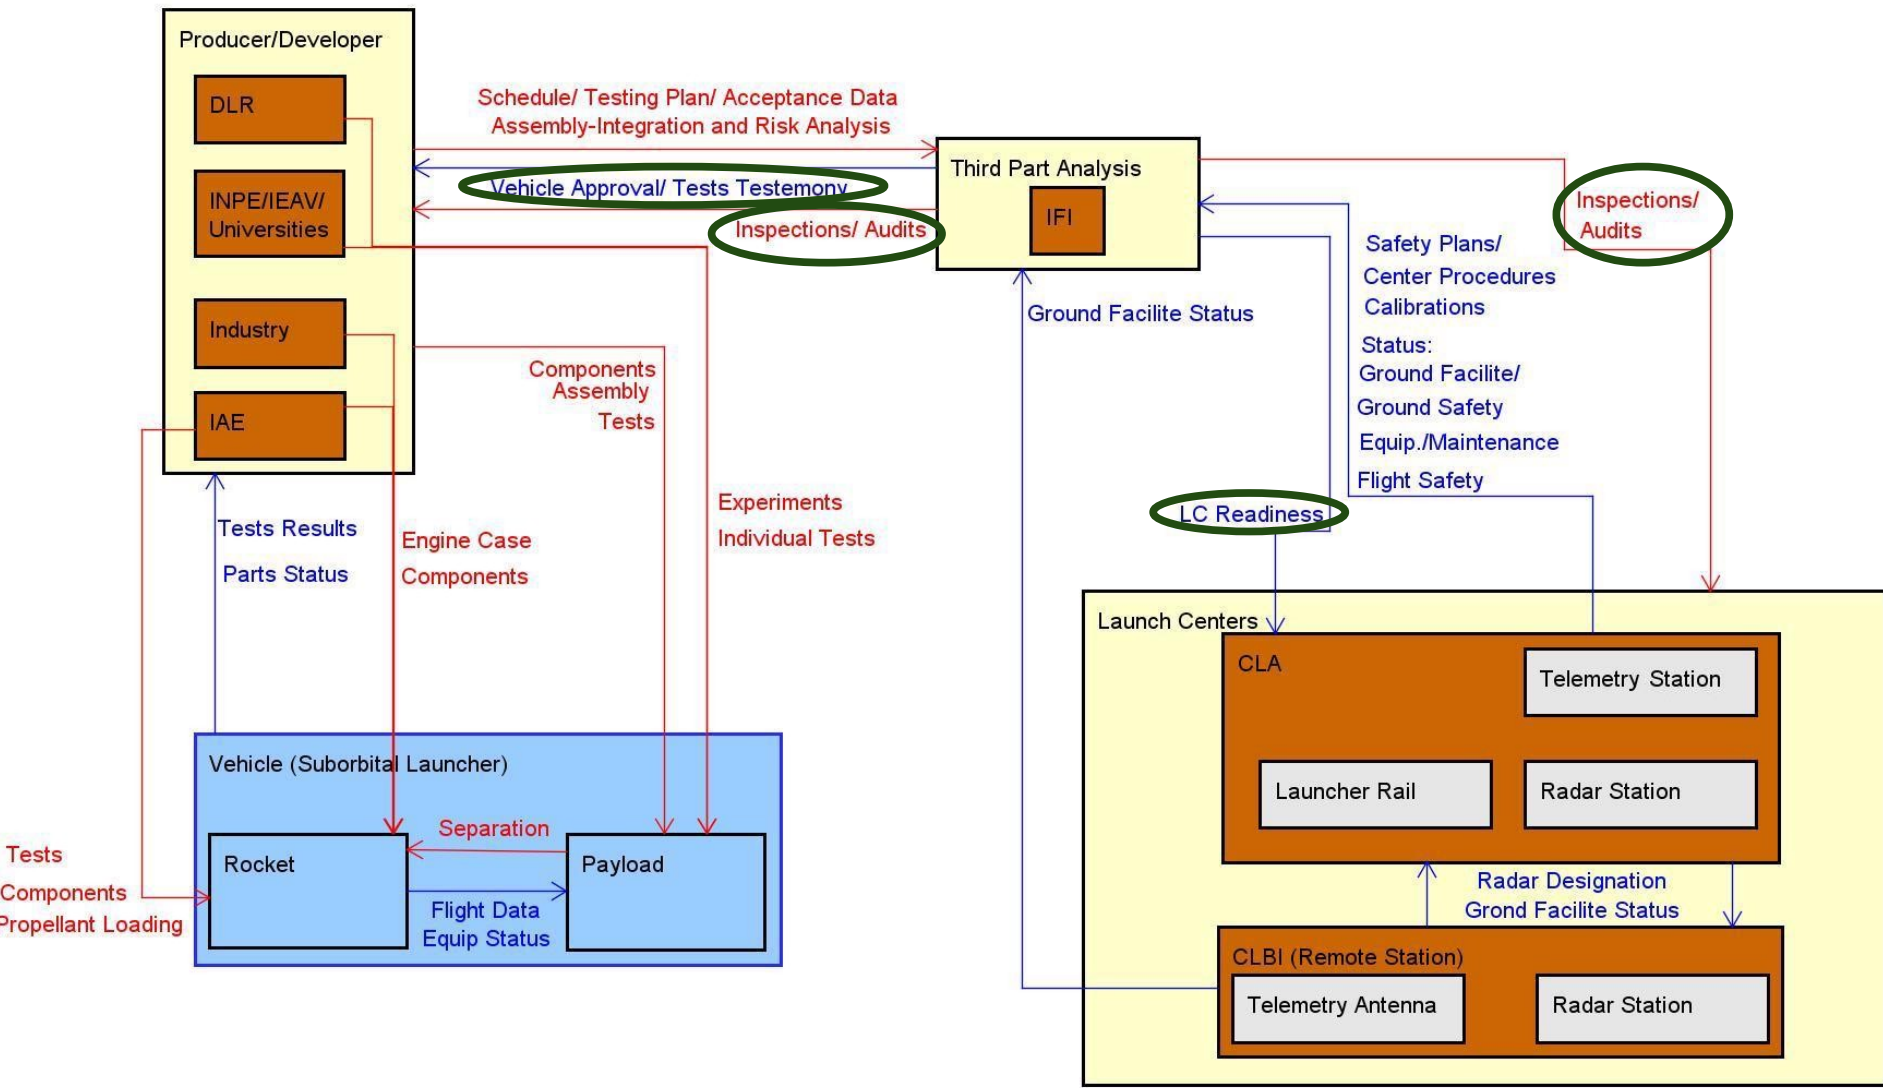 Producer/Developer
DLR
INPE/IEAV/
Universities
Industry
IAE
Schedule/ Testing Plan/ Acceptance Data
Assembly-Integration and Risk Analysis
Vehicle Approval/ Tests Testemony
Inspections/ Audits
Third Part Analysis
IFI
Inspections/
Audits
Safety Plans/
Center Procedures
Calibrations
Status:
Ground Facilite/
Ground Safety
Equip./Maintenance
Flight Safety
Ground Facilite Status
LC Readiness
Components
Assembly
Tests
Experiments
Individual Tests
Tests Results
Parts Status
Engine Case
Components
Vehicle (Suborbital Launcher)
Rocket
Separation
Payload
Flight Data
Equip Status
Tests
Components
Propellant Loading
Launch Centers
CLA
Telemetry Station
Launcher Rail
Radar Station
Radar Designation
Grond Facilite Status
CLBI (Remote Station)
Telemetry Antenna
Radar Station